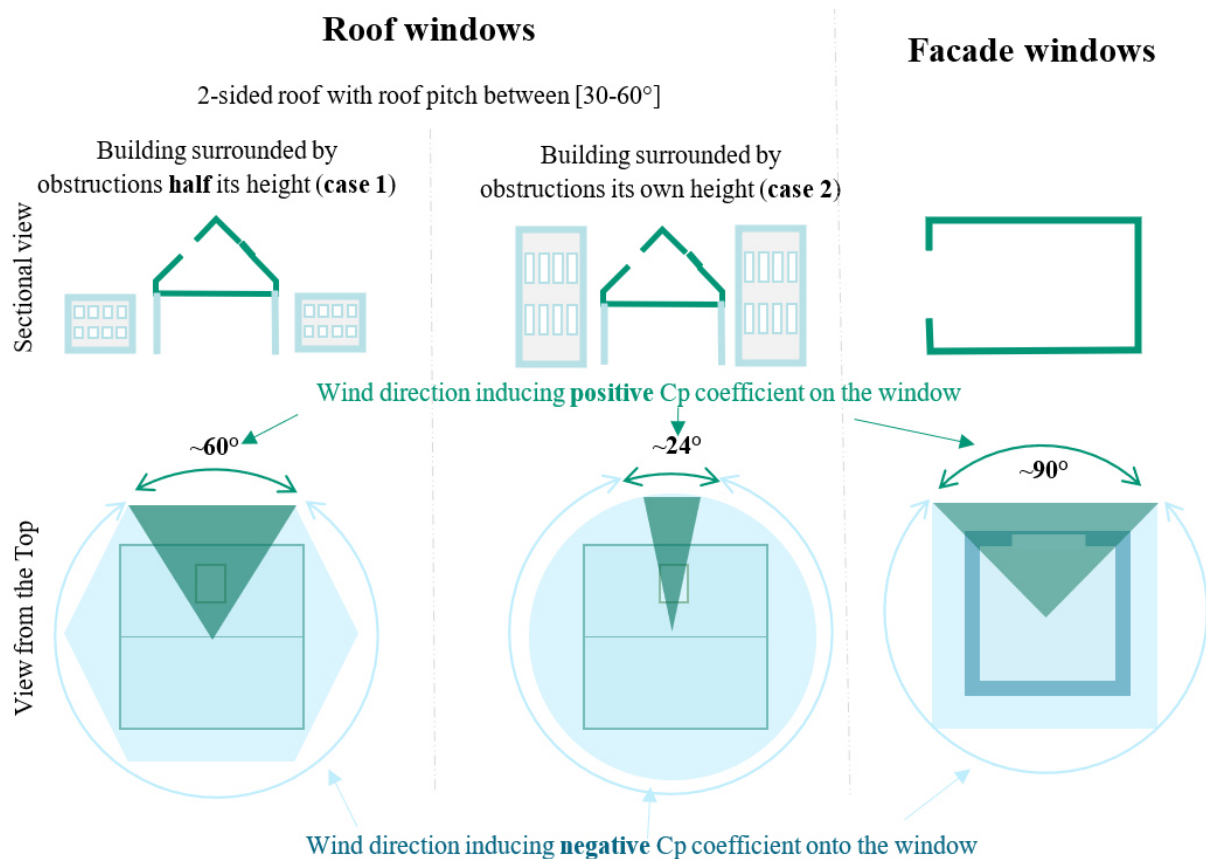 Roof windows
Facade windows
2-sided roof with roof pitch between [30-60°]
Building surrounded by
obstructions half its height (case 1)
Building surrounded by
obstructions its own height (case 2)
Sectional view
Wind direction inducing positive Cp coefficient on the window
~60°
~24°
~90°
View from the Top
Wind direction inducing negative Cp coefficient onto the window